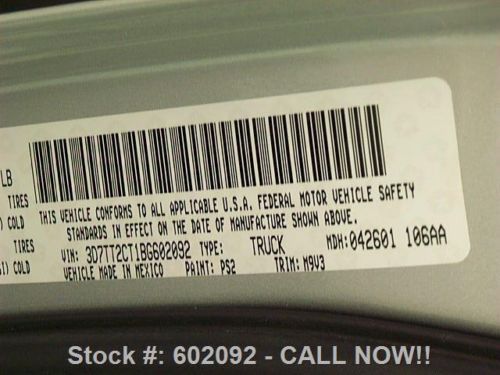 LB
TIRES
) COLD
THIS VEHICLE CONFORMS TO ALL APPLICABLE U.S.A. FEDERAL MOTOR VEHICLE SAFETY
STANDARDS IN EFFECT ON THE DATE OF MANUFACTURE SHOWN ABOVE.
TIRES
VIN: 3D7TT2CT1BG602092 TYPE: TRUCK MDH: 042601 106AA
) COLD
VEHICLE MADE IN MEXICO PAINT: PS2 TRIM: M9V3
Stock #: 602092 - CALL NOW!!